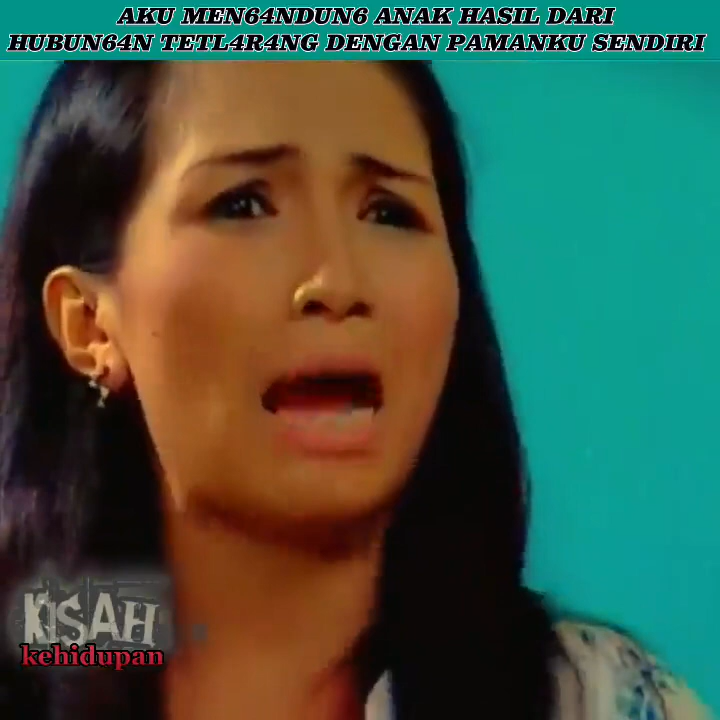 AKU MEN64NDUN6 ANAK HASIL DARI
HUBUN64N TETL4R4NG DENGAN PAMANKU SENDIRI
KISAH
kehidupan